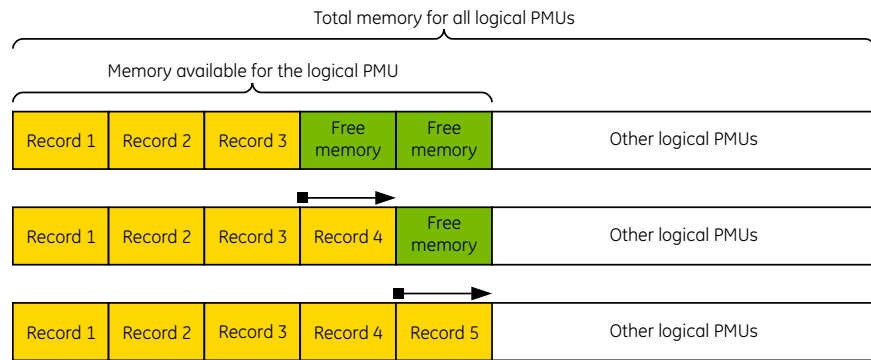 Total memory for all logical PMUs
Memory available for the logical PMU
Record 1 Record 2 Record 3 Free memory Free memory Other logical PMUs
Record 1 Record 2 Record 3 Record 4 Free memory Other logical PMUs
Record 1 Record 2 Record 3 Record 4 Record 5 Other logical PMUs